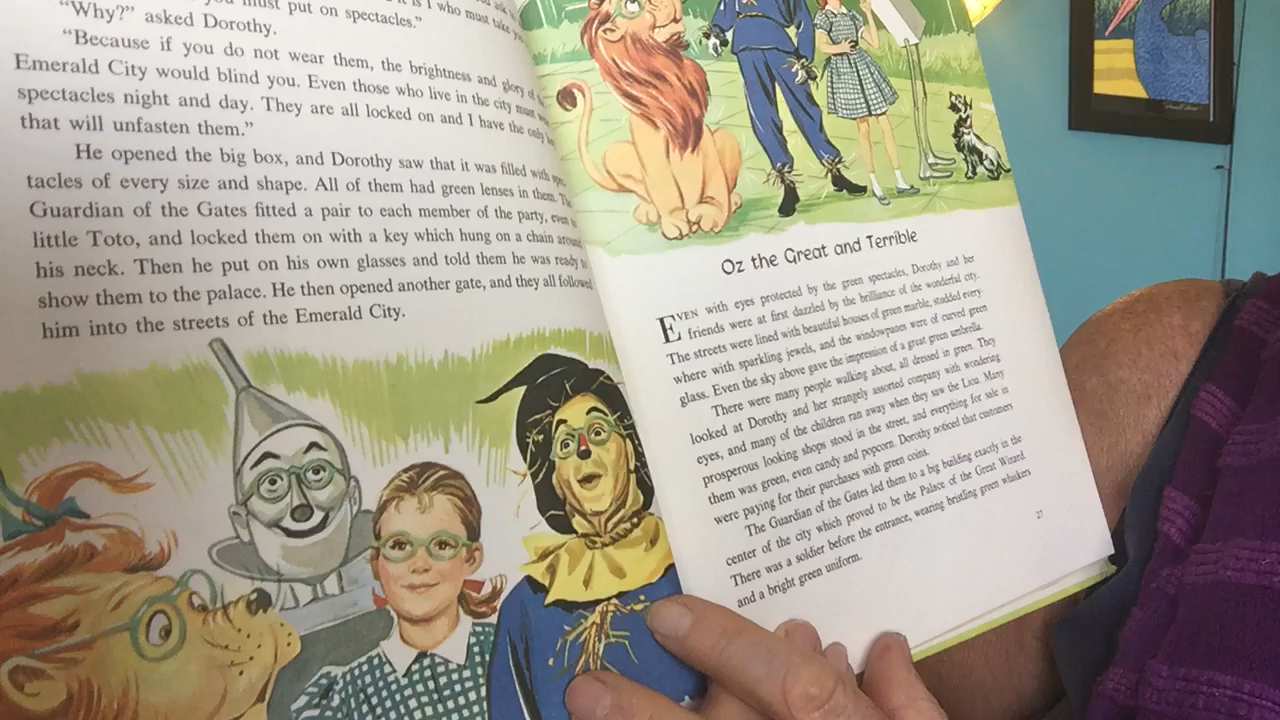 must put on spectacles."
"Why?" asked Dorothy.
"Because if you do not wear them, the brightness and glory of
Emerald City would blind you. Even those who live in the city must
spectacles night and day. They are all locked on and I have the only
that will unfasten them."
He opened the big box, and Dorothy saw that it was filled with
tacles of every size and shape. All of them had green lenses in them. The
Guardian of the Gates fitted a pair to each member of the party, even
little Toto, and locked them on with a key which hung on a chain around
his neck. Then he put on his own glasses and told them he was ready
show them to the palace. He then opened another gate, and they all followed
him into the streets of the Emerald City.
Oz the Great and Terrible
EVEN with eyes protected by the green spectacles, Dorothy and her
friends were at first dazzled by the brilliance of the wonderful city.
The streets were lined with beautiful houses of green marble, studded every-
where with sparkling jewels, and the windowpanes were of curved green
glass. Even the sky above gave the impression of a great green umbrella.
There were many people walking about, all dressed in green. They
looked at Dorothy and her strangely assorted company with wondering
eyes, and many of the children ran away when they saw the Lion. Many
prosperous looking shops stood in the street, and everything for sale in
them was green, even candy and popcorn. Dorothy noticed that customers
were paying for their purchases with green coins.
The Guardian of the Gates led them to a big building exactly in the
center of the city which proved to be the Palace of the Great Wizard.
There was a soldier before the entrance, wearing bristling green whiskers
and a bright green uniform.
27